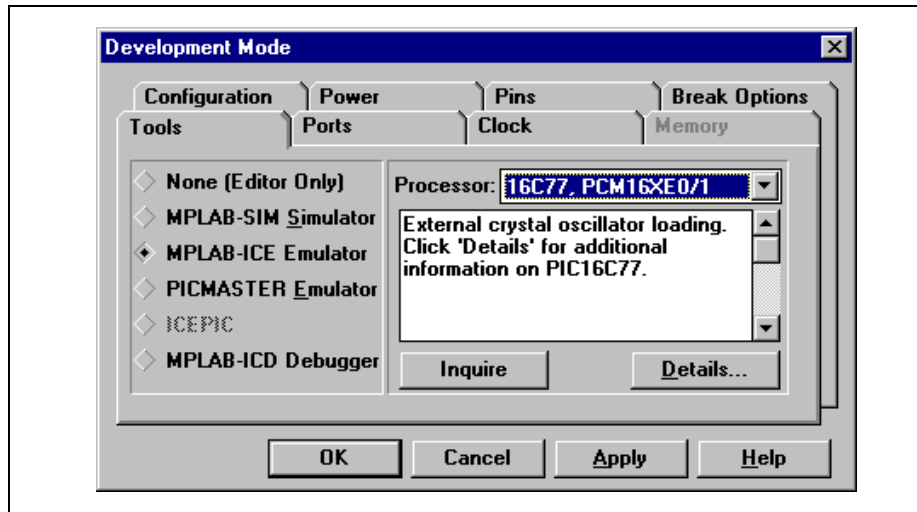 Development Mode
Configuration Power Pins Break Options
Tools Ports Clock Memory
None (Editor Only)
MPLAB-SIM Simulator
MPLAB-ICE Emulator
PICMASTER Emulator
ICEPIC
MPLAB-ICD Debugger
Processor: 16C77, PCM16XE0/1
External crystal oscillator loading.
Click 'Details' for additional
information on PIC16C77.
Inquire Details...
OK Cancel Apply Help